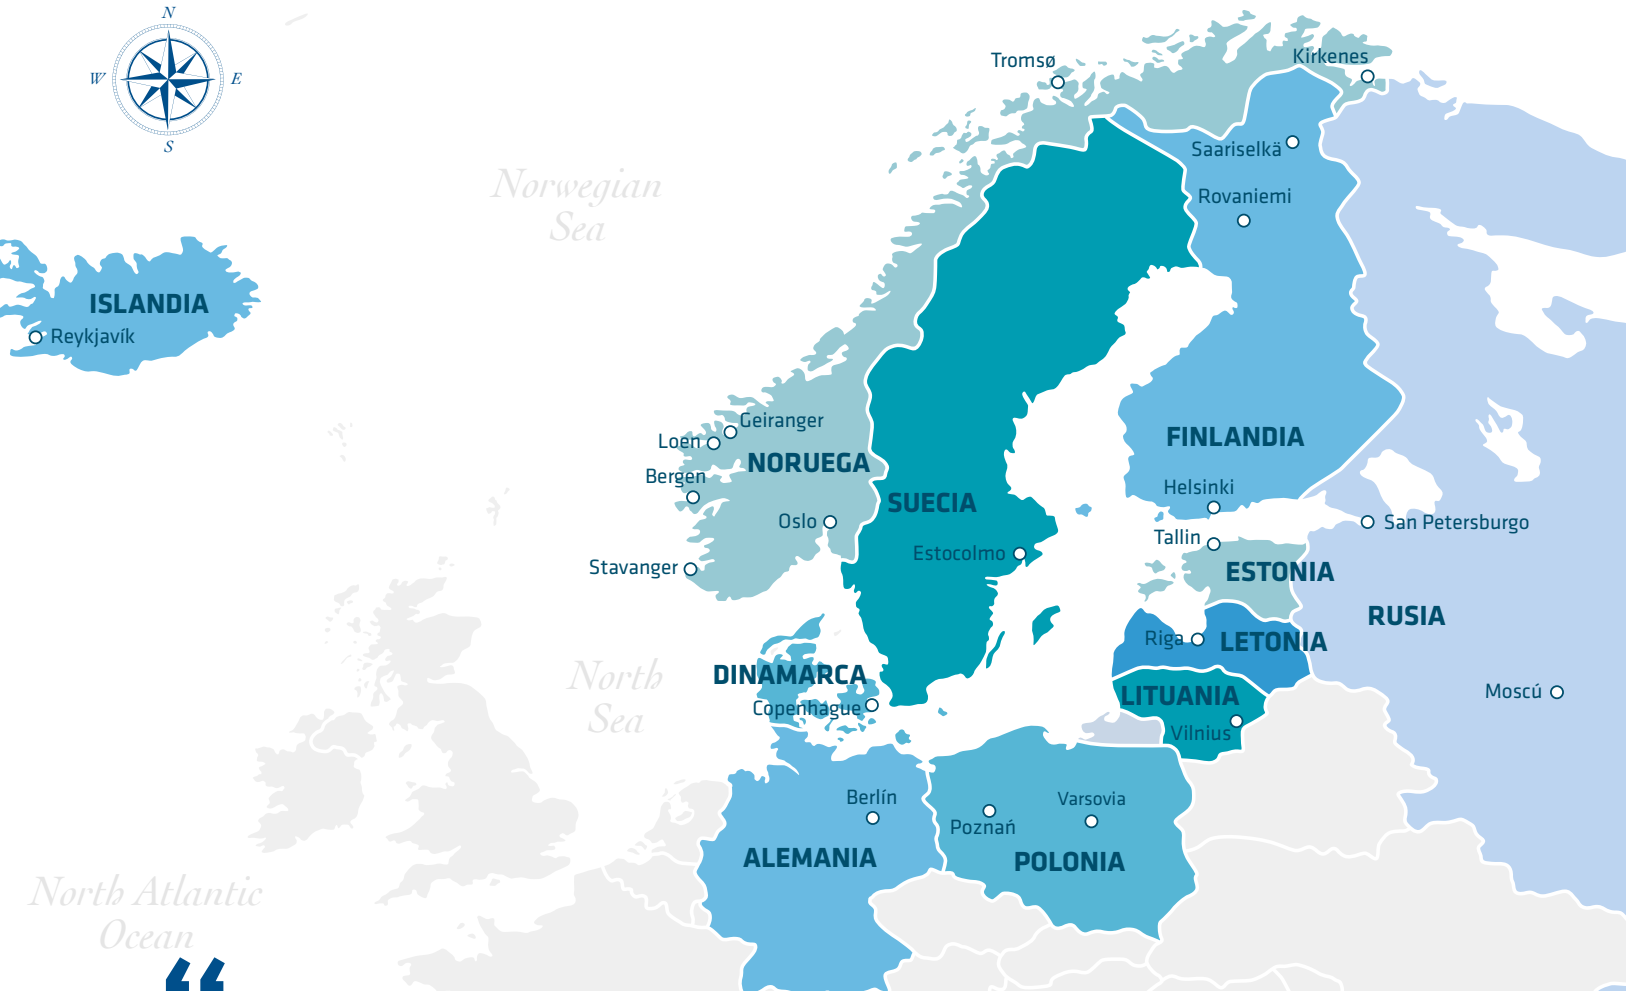 N
W
E
S
Tromsø
Kirkenes
Saariselkä
Rovaniemi
Norwegian
Sea
ISLANDIA
Reykjavík
Geiranger
Loen
NORUEGA
Bergen
Oslo
Stavanger
SUECIA
Estocolmo
FINLANDIA
Helsinki
San Petersburgo
Tallin
ESTONIA
RUSIA
Riga
LETONIA
North
Sea
DINAMARCA
Copenhague
LITUANIA
Vilnius
Moscú
Berlín
ALEMANIA
Varsovia
Poznań
POLONIA
North Atlantic
Ocean
“